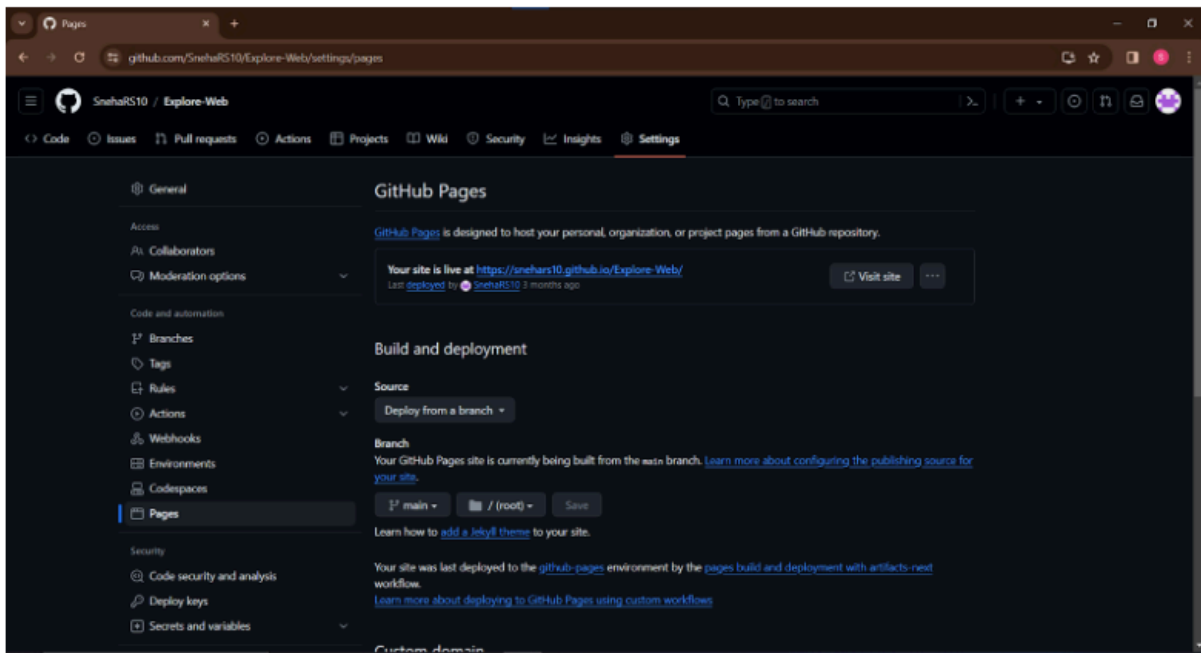 Pages
github.com/SnehaRS10/Explore-Web/settings/pages
SnehaRS10 / Explore-Web
Type / to search
Code Issues Pull requests Actions Projects Wiki Security Insights Settings
General
Access
Collaborators
Moderation options
Code and automation
Branches
Tags
Rules
Actions
Webhooks
Environments
Codespaces
Pages
Security
Code security and analysis
Deploy keys
Secrets and variables
GitHub Pages
GitHub Pages is designed to host your personal, organization, or project pages from a GitHub repository.
Your site is live at https://snehars10.github.io/Explore-Web/
Last deployed by SnehaRS10 3 months ago
Visit site
Build and deployment
Source
Deploy from a branch
Branch
Your GitHub Pages site is currently being built from the main branch. Learn more about configuring the publishing source for
your site.
main / (root) Save
Learn how to add a Jekyll theme to your site.
Your site was last deployed to the github-pages environment by the pages build and deployment with artifacts-next
workflow.
Learn more about deploying to GitHub Pages using custom workflows
Custom domain